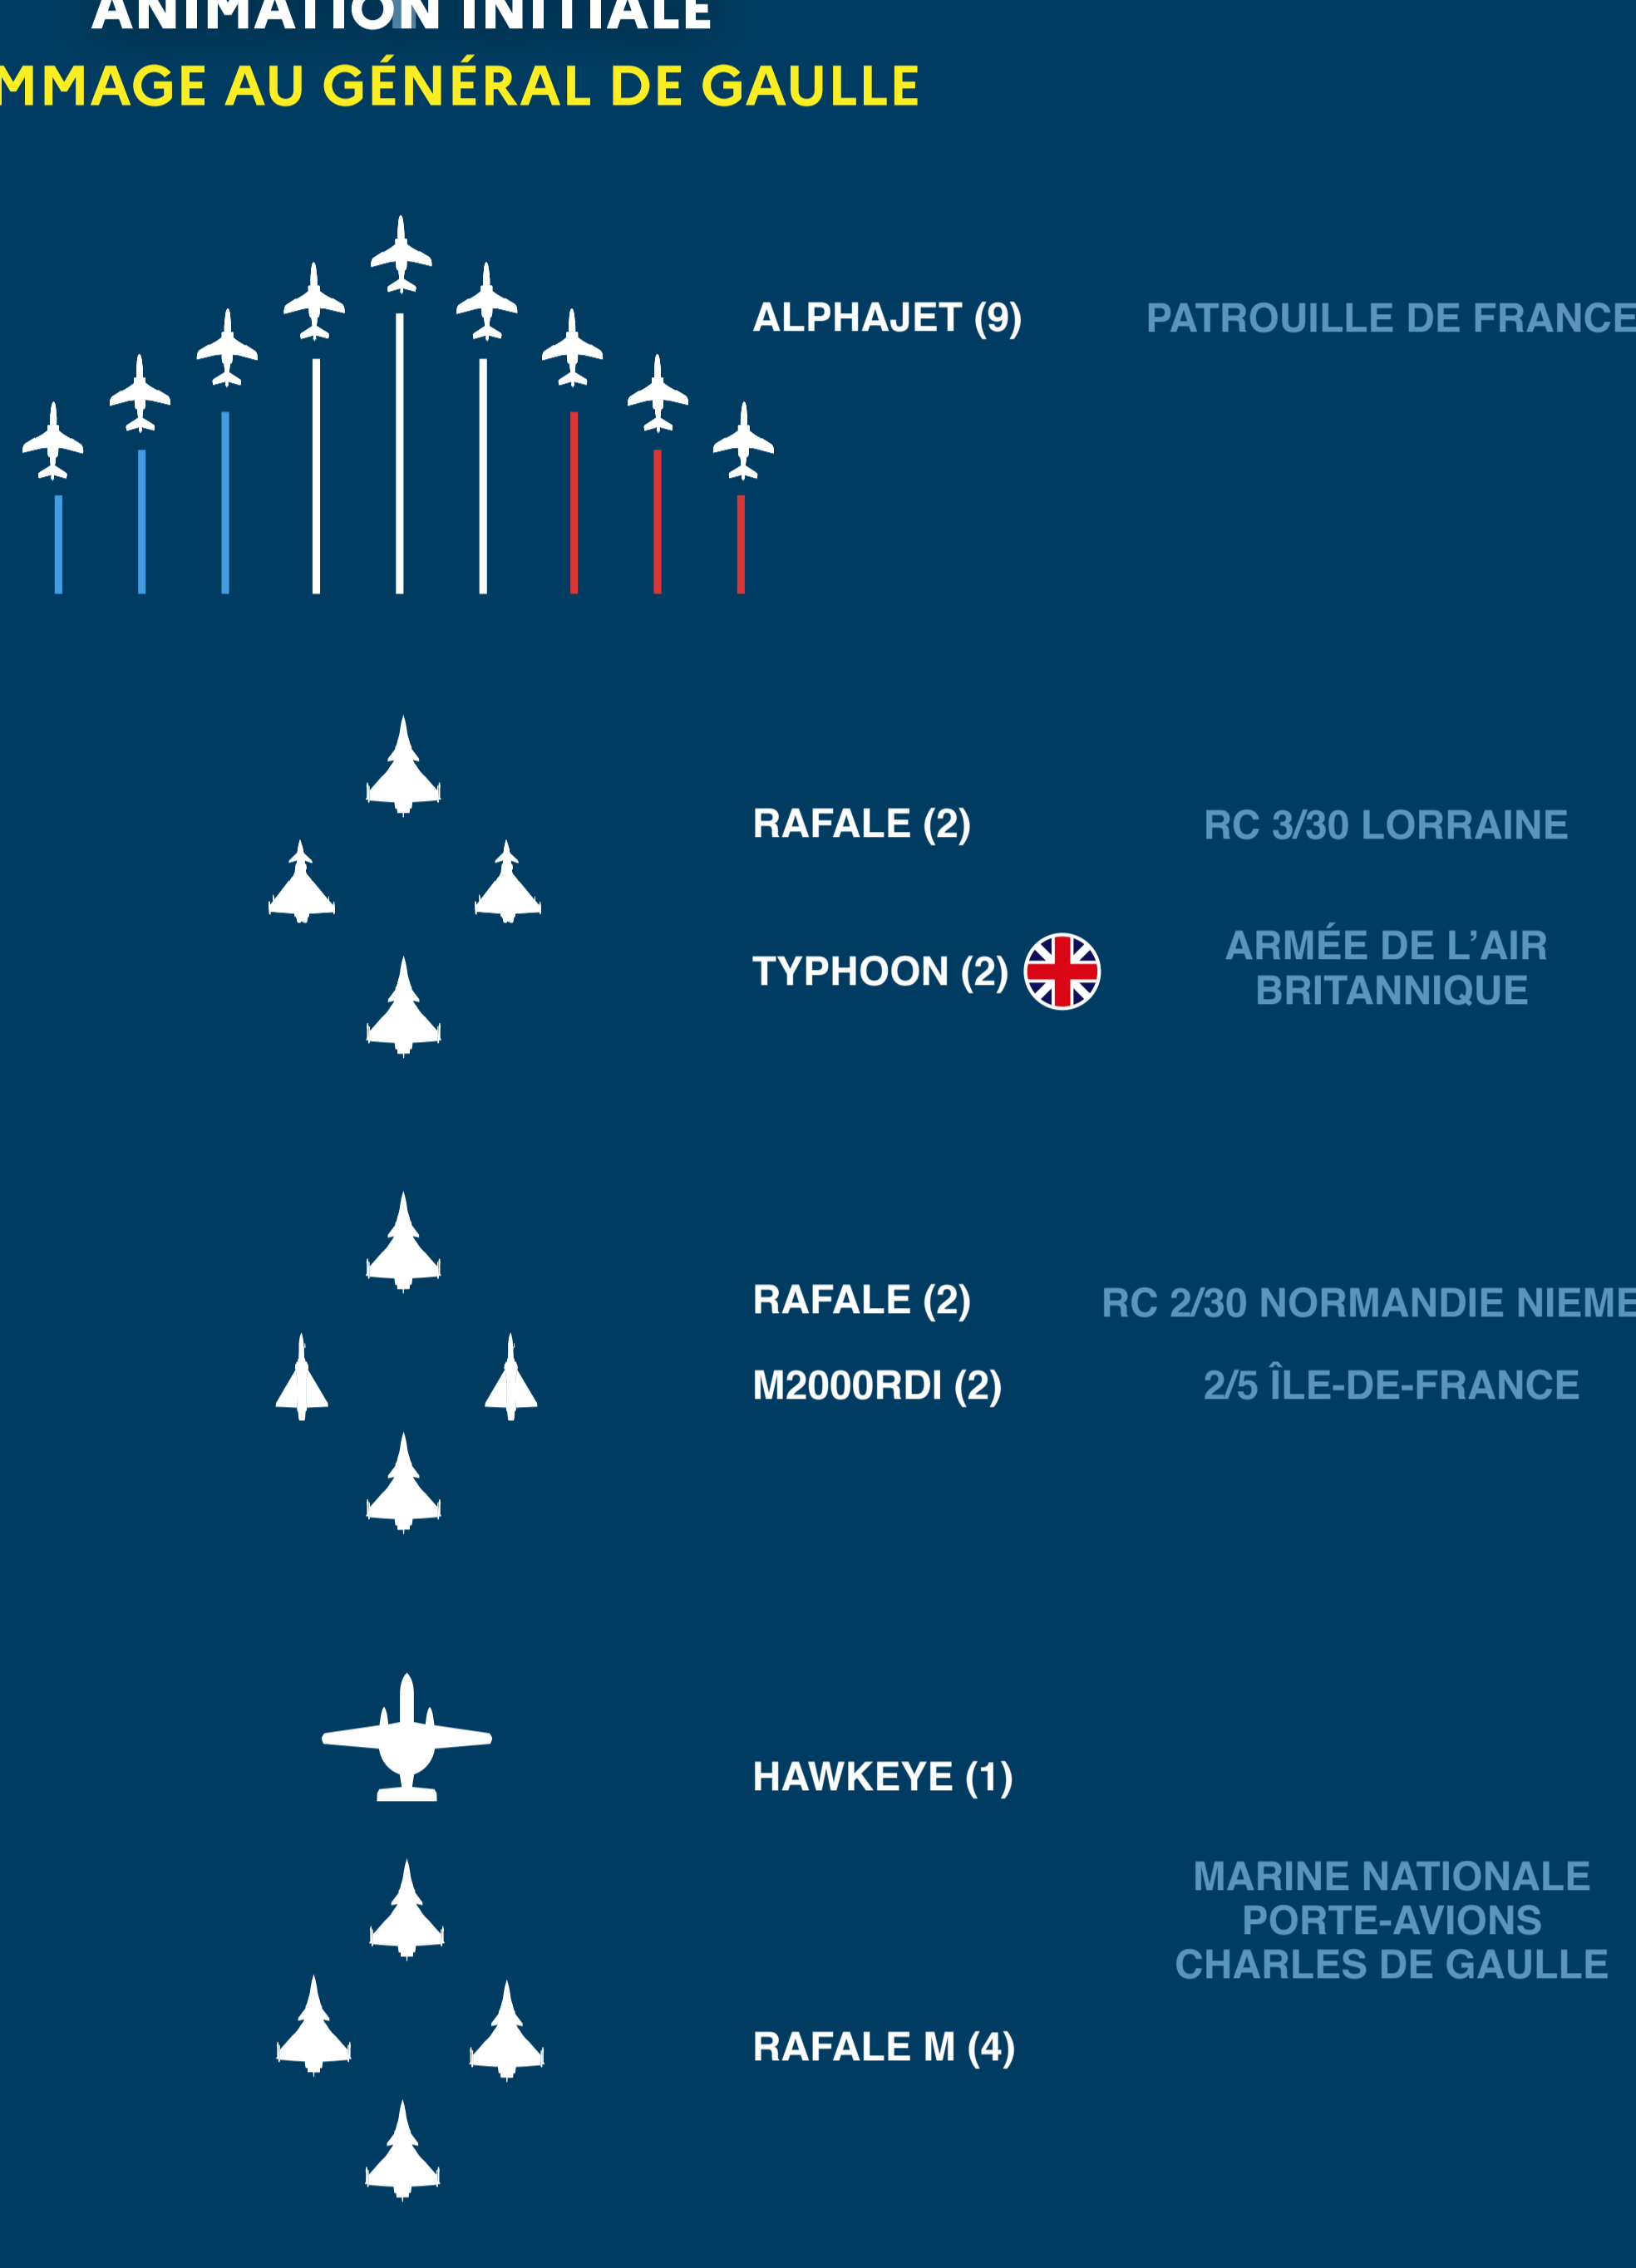 ANIMATION INITIALE
MMAGE AU GÉNÉRAL DE GAULLE
ALPHAJET (9) PATROUILLE DE FRANCE
RAFALE (2) RC 3/30 LORRAINE
TYPHOON (2) ARMÉE DE L’AIR
BRITANNIQUE
RAFALE (2) RC 2/30 NORMANDIE NIEME
M2000RDI (2) 2/5 ÎLE-DE-FRANCE
HAWKEYE (1)
MARINE NATIONALE
PORTE-AVIONS
CHARLES DE GAULLE
RAFALE M (4)